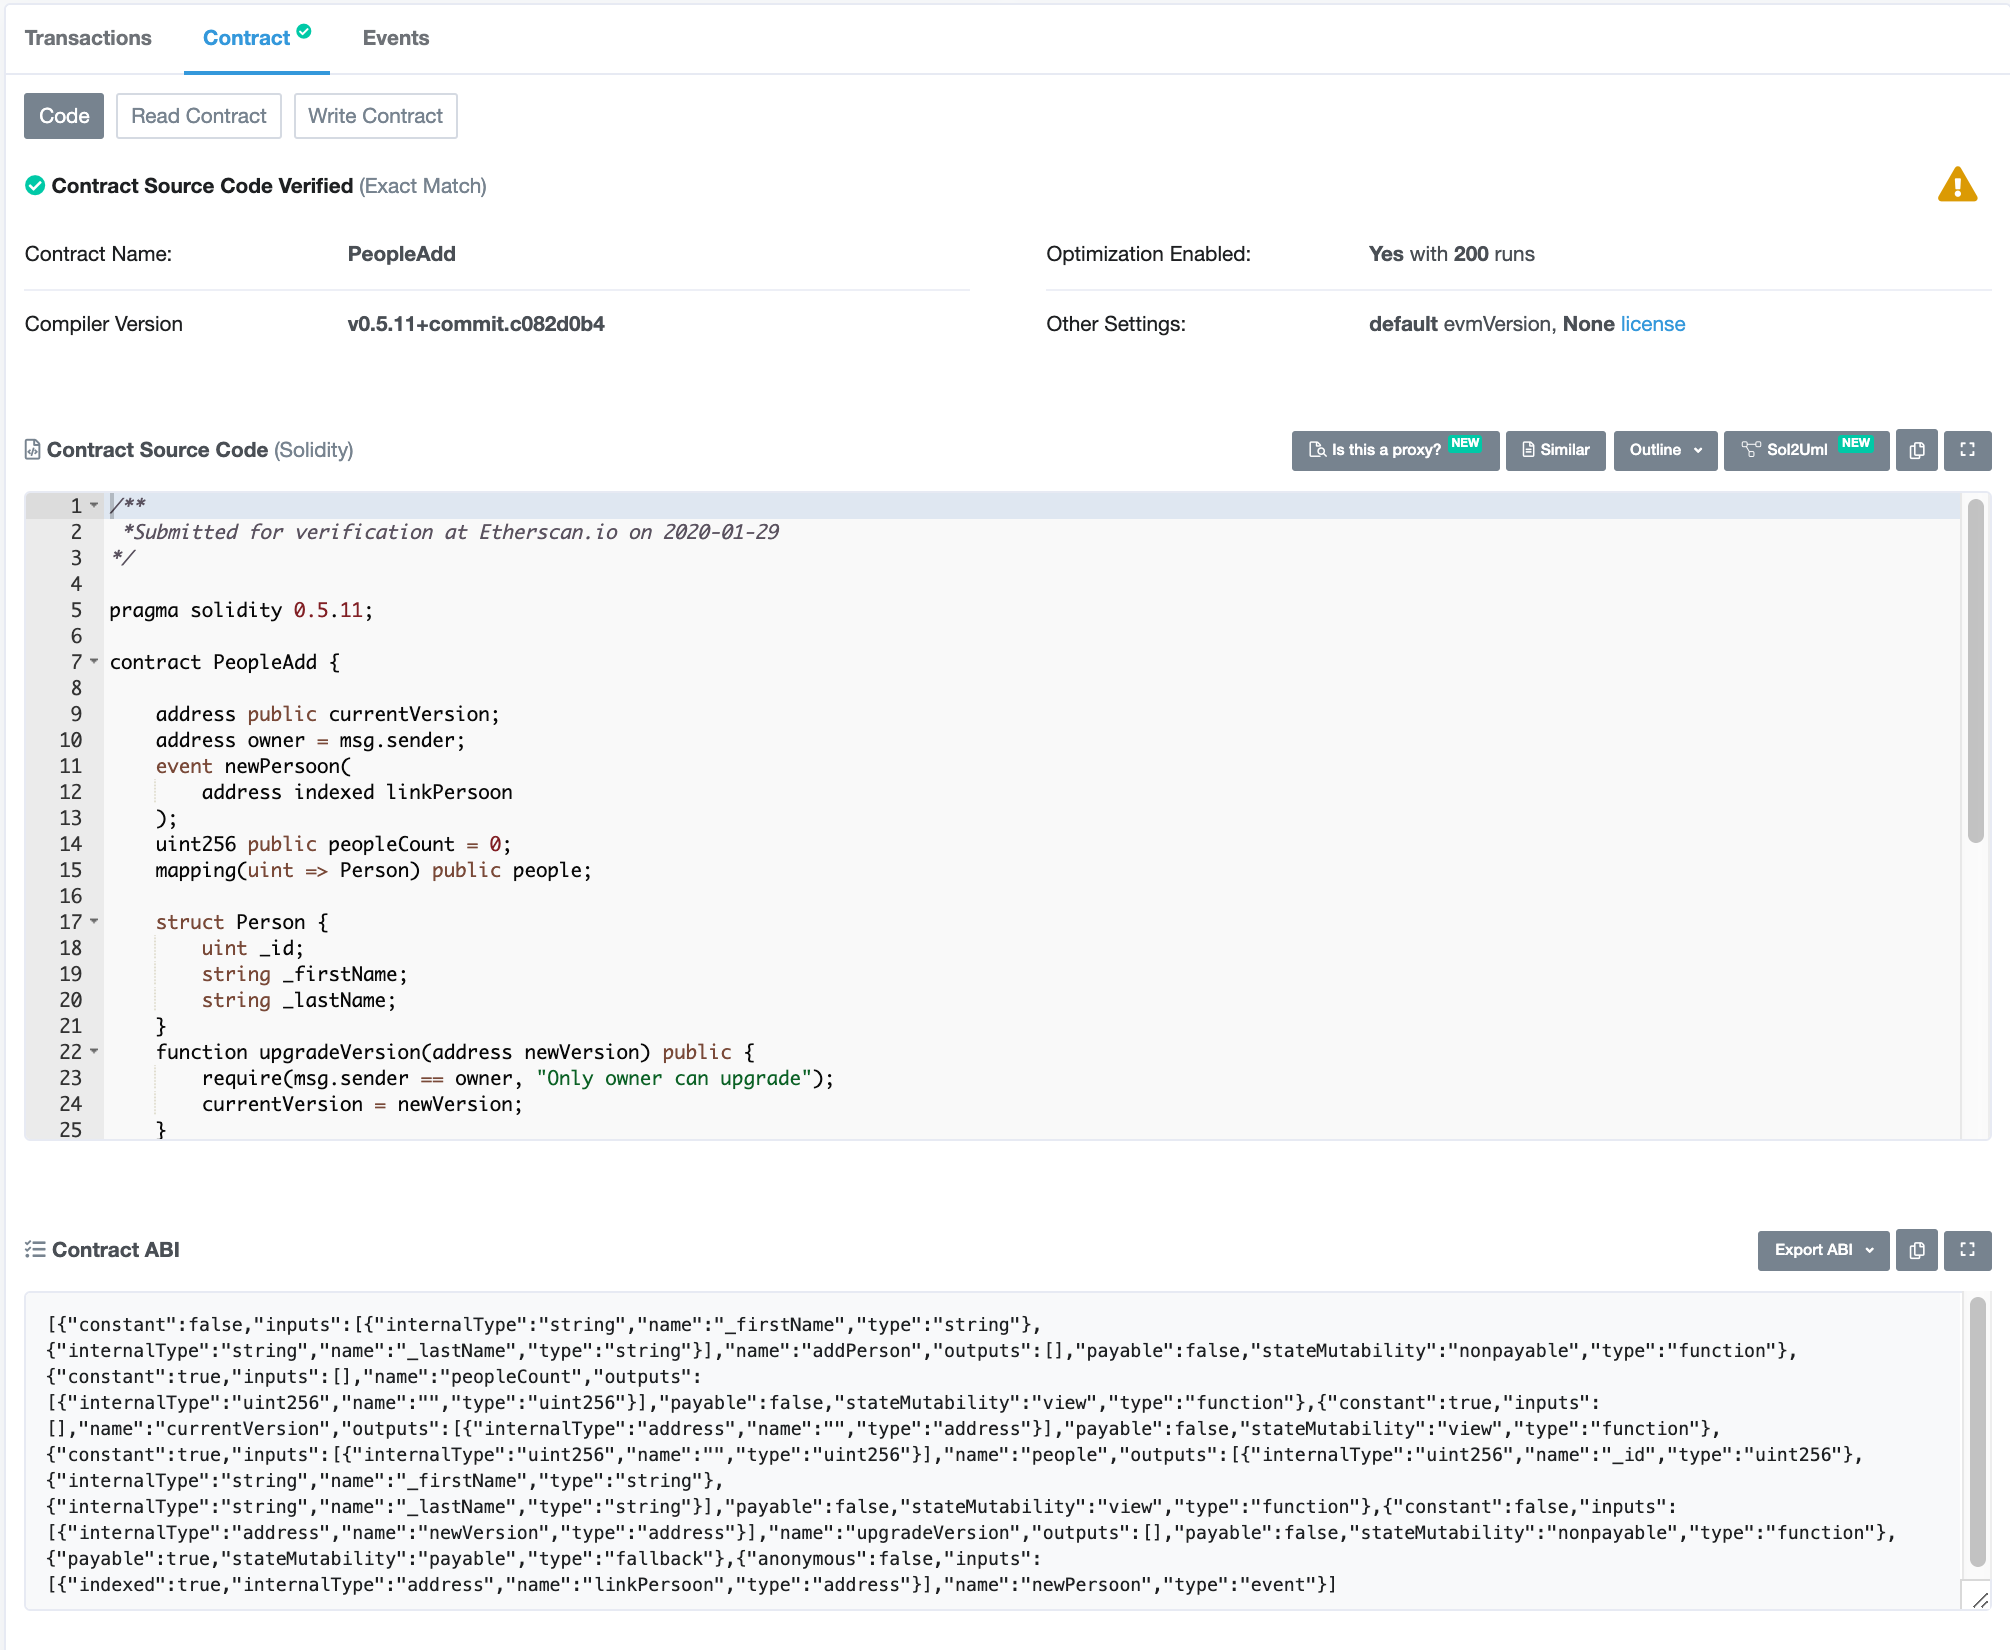 Transactions Contract Events
Code Read Contract Write Contract
Contract Source Code Verified (Exact Match)
Contract Name: PeopleAdd Optimization Enabled: Yes with 200 runs
Compiler Version v0.5.11+commit.c082d0b4 Other Settings: default evmVersion, None license
Contract Source Code (Solidity) Is this a proxy? NEW Similar Outline Sol2Uml NEW
1 /**
2  *Submitted for verification at Etherscan.io on 2020-01-29
3 */
4
5 pragma solidity 0.5.11;
6
7 contract PeopleAdd {
8
9     address public currentVersion;
10     address owner = msg.sender;
11     event newPersoon(
12         address indexed linkPersoon
13     );
14     uint256 public peopleCount = 0;
15     mapping(uint => Person) public people;
16
17     struct Person {
18         uint _id;
19         string _firstName;
20         string _lastName;
21     }
22     function upgradeVersion(address newVersion) public {
23         require(msg.sender == owner, "Only owner can upgrade");
24         currentVersion = newVersion;
25     }
Contract ABI Export ABI
[{"constant":false,"inputs":[{"internalType":"string","name":"_firstName","type":"string"},
{"internalType":"string","name":"_lastName","type":"string"}],"name":"addPerson","outputs":[],"payable":false,"stateMutability":"nonpayable","type":"function"},
{"constant":true,"inputs":[],"name":"peopleCount","outputs":
[{"internalType":"uint256","name":"","type":"uint256"}],"payable":false,"stateMutability":"view","type":"function"},{"constant":true,"inputs":
[],"name":"currentVersion","outputs":[{"internalType":"address","name":"","type":"address"}],"payable":false,"stateMutability":"view","type":"function"},
{"constant":true,"inputs":[{"internalType":"uint256","name":"","type":"uint256"}],"name":"people","outputs":[{"internalType":"uint256","name":"_id","type":"uint256"},
{"internalType":"string","name":"_firstName","type":"string"},
{"internalType":"string","name":"_lastName","type":"string"}],"payable":false,"stateMutability":"view","type":"function"},{"constant":false,"inputs":
[{"internalType":"address","name":"newVersion","type":"address"}],"name":"upgradeVersion","outputs":[],"payable":false,"stateMutability":"nonpayable","type":"function"},
{"payable":true,"stateMutability":"payable","type":"fallback"},{"anonymous":false,"inputs":
[{"indexed":true,"internalType":"address","name":"linkPersoon","type":"address"}],"name":"newPersoon","type":"event"}]